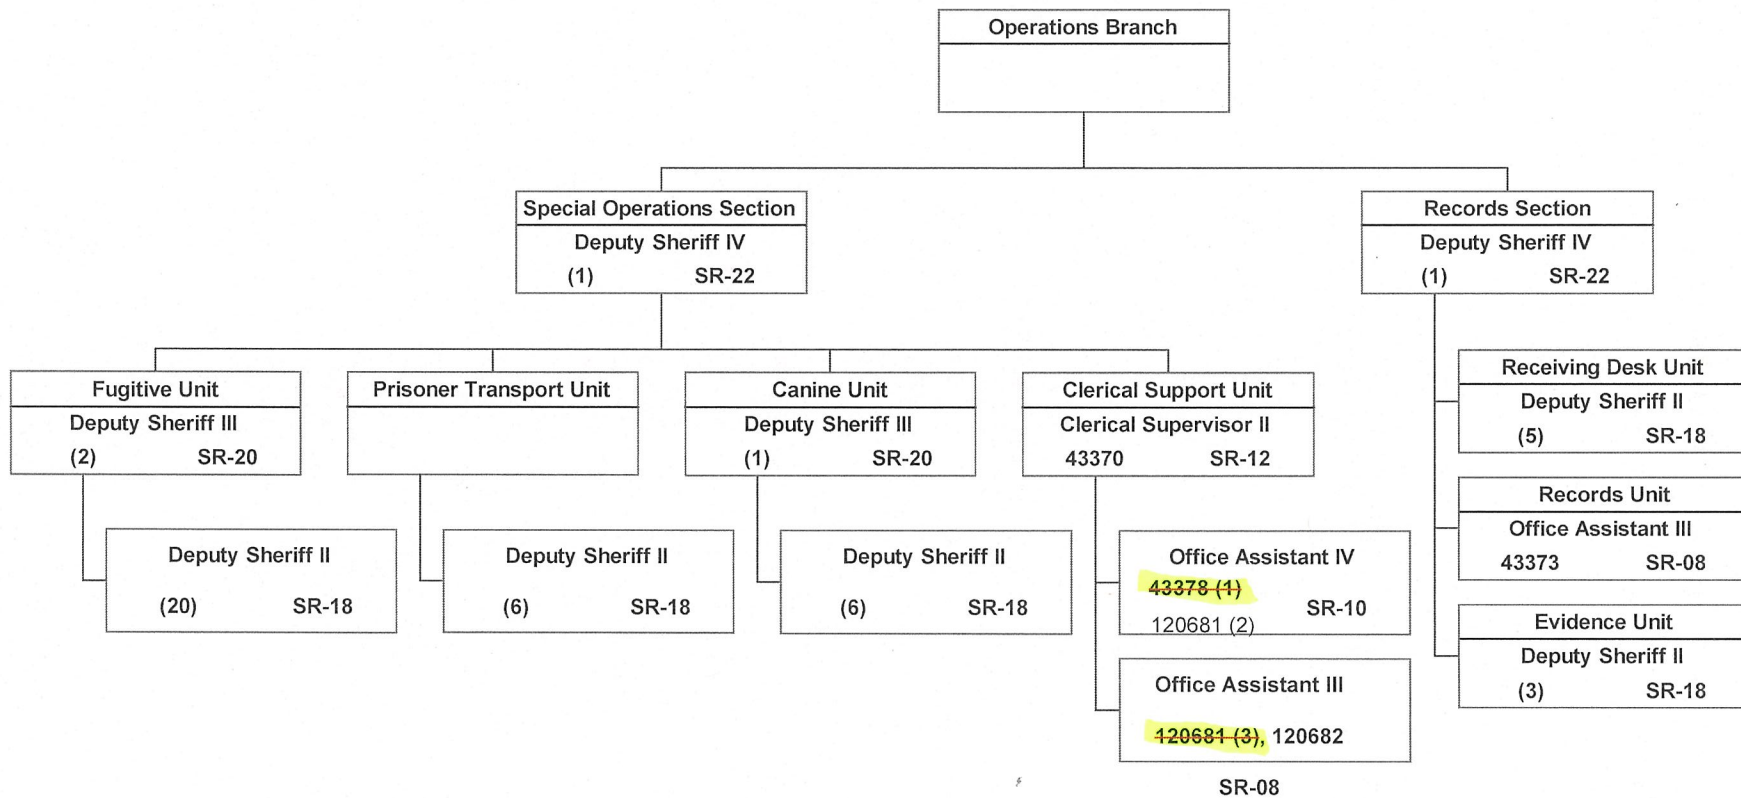 Operations Branch
Special Operations Section
Deputy Sheriff IV
(1) SR-22
Records Section
Deputy Sheriff IV
(1) SR-22
Fugitive Unit
Deputy Sheriff III
(2) SR-20
Deputy Sheriff II
(20) SR-18
Prisoner Transport Unit
Deputy Sheriff II
(6) SR-18
Canine Unit
Deputy Sheriff III
(1) SR-20
Deputy Sheriff II
(6) SR-18
Clerical Support Unit
Clerical Supervisor II
43370 SR-12
Office Assistant IV
43378 (1)
SR-10
120681 (2)
Office Assistant III
120681 (3), 120682
SR-08
Receiving Desk Unit
Deputy Sheriff II
(5) SR-18
Records Unit
Office Assistant III
43373 SR-08
Evidence Unit
Deputy Sheriff II
(3) SR-18